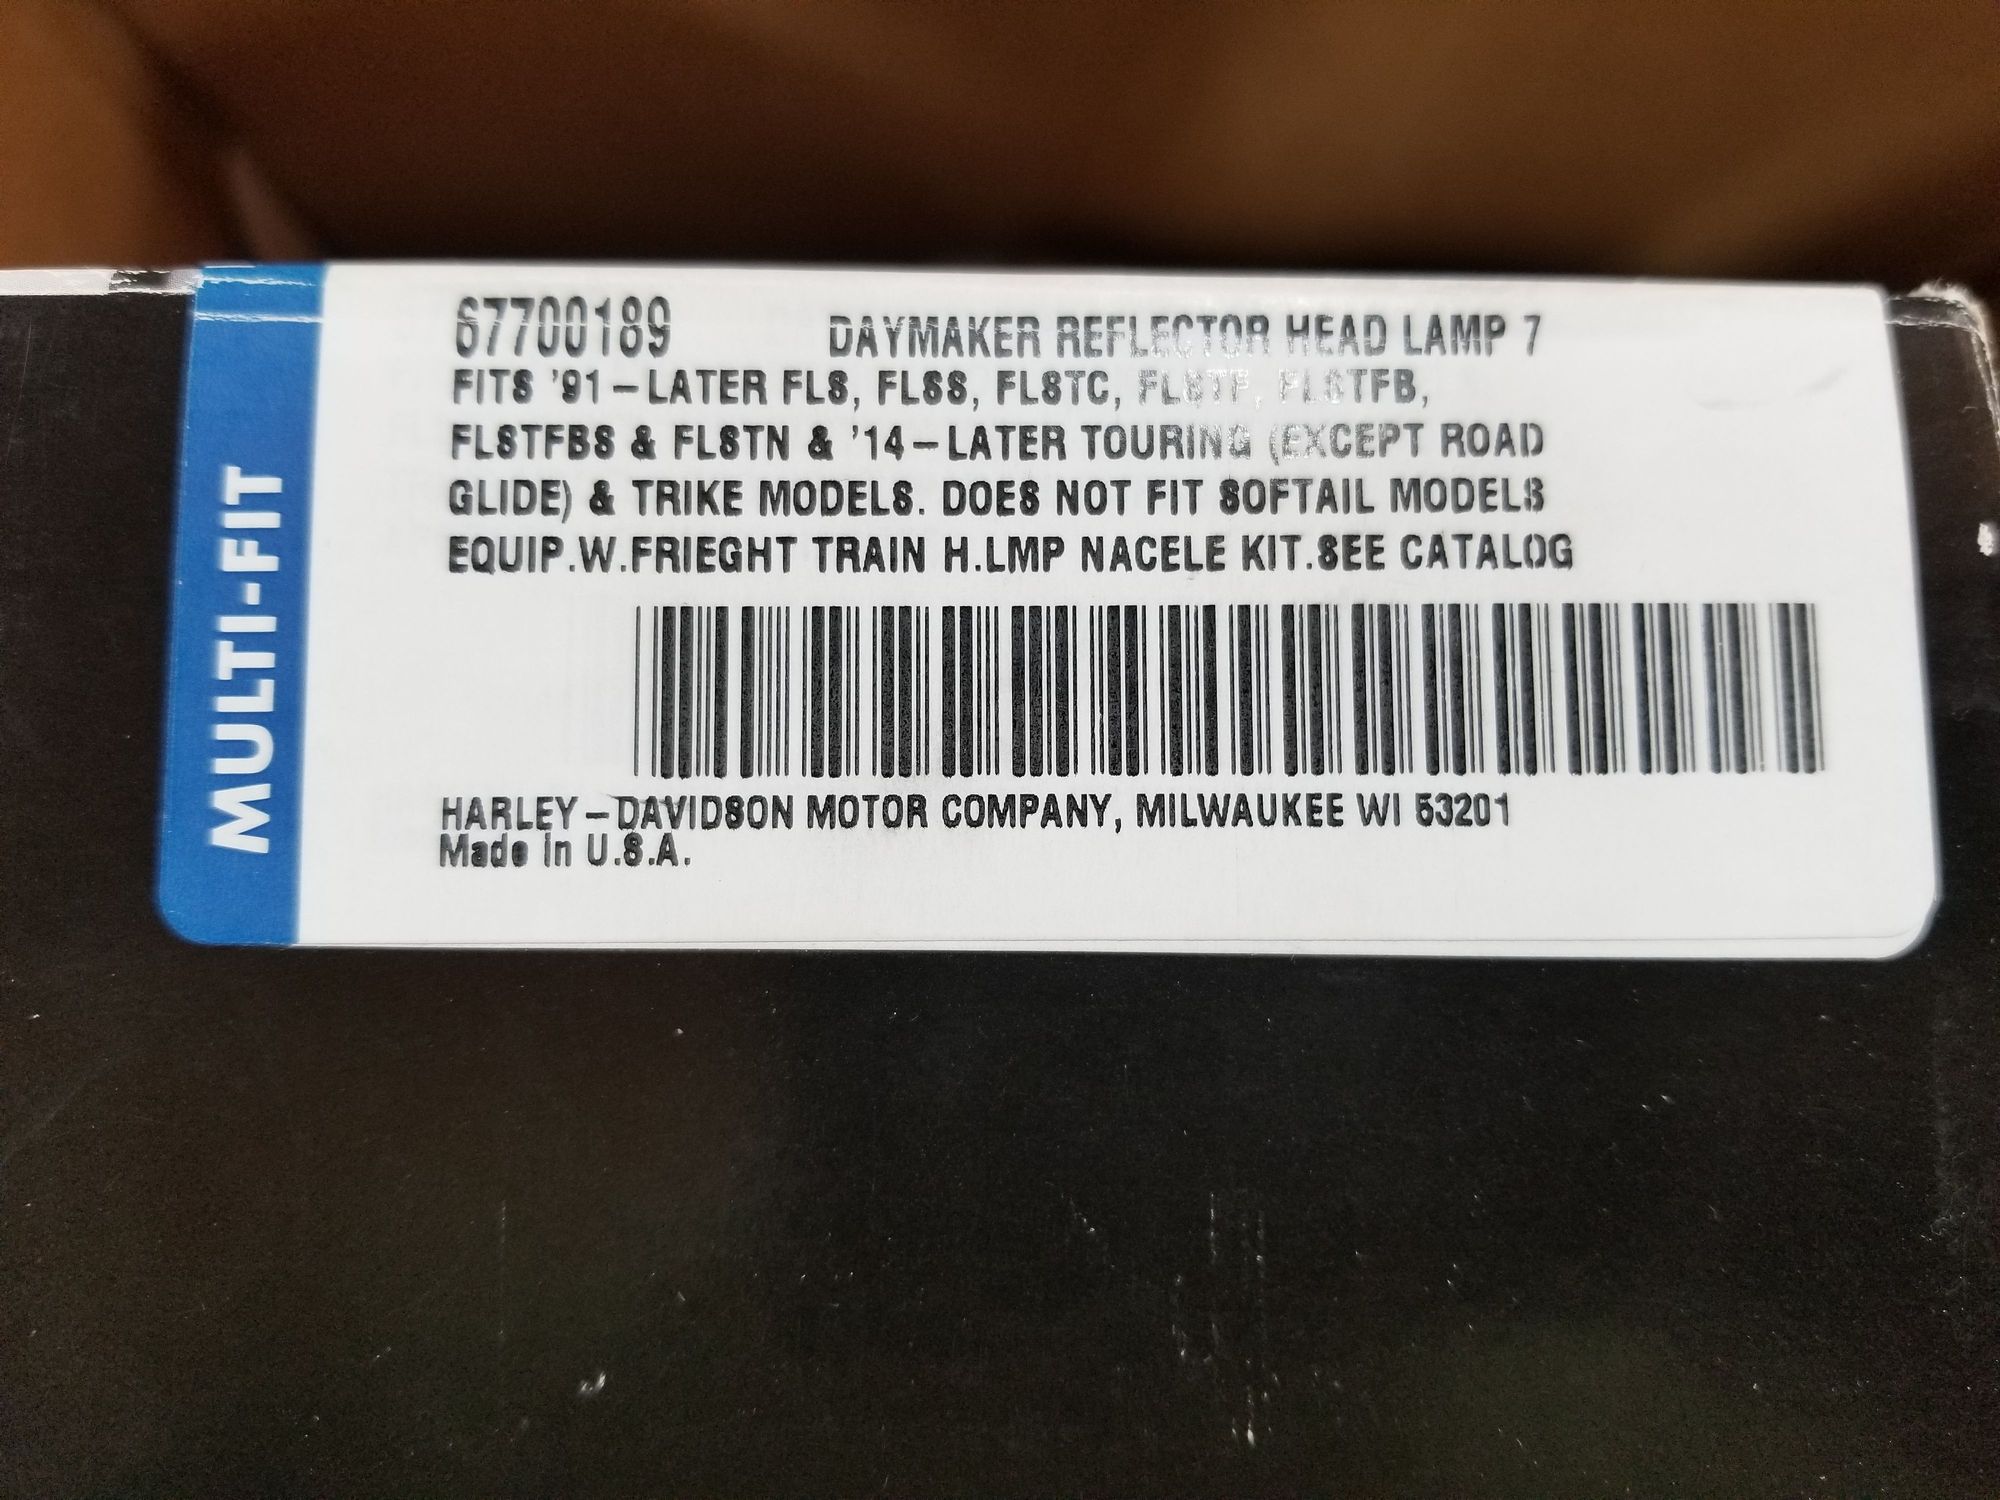 MULTI-FIT
67700189 DAYMAKER REFLECTOR HEAD LAMP 7
FITS '91-LATER FLS, FLSS, FLSTC, FLSTF, FLSTFB,
FLSTFBS & FLSTN & '14-LATER TOURING (EXCEPT ROAD
GLIDE) & TRIKE MODELS. DOES NOT FIT SOFTAIL MODELS
EQUIP.W.FRIEGHT TRAIN H.LMP NACELE KIT.SEE CATALOG
HARLEY-DAVIDSON MOTOR COMPANY, MILWAUKEE WI 53201
Made in U.S.A.